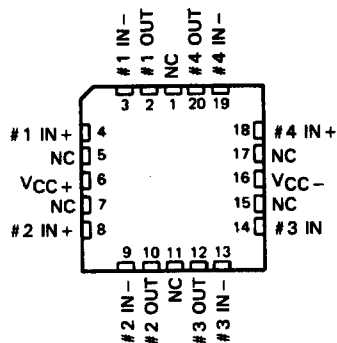 #1 IN-
#1 OUT
NC
#4 OUT
#4 IN-
3 2 1 20 19
#1 IN+ 4
NC 5
VCC+ 6
NC 7
#2 IN+ 8
18 #4 IN+
17 NC
16 VCC-
15 NC
14 #3 IN
9 10 11 12 13
#2 IN-
#2 OUT
NC
#3 OUT
#3 IN-